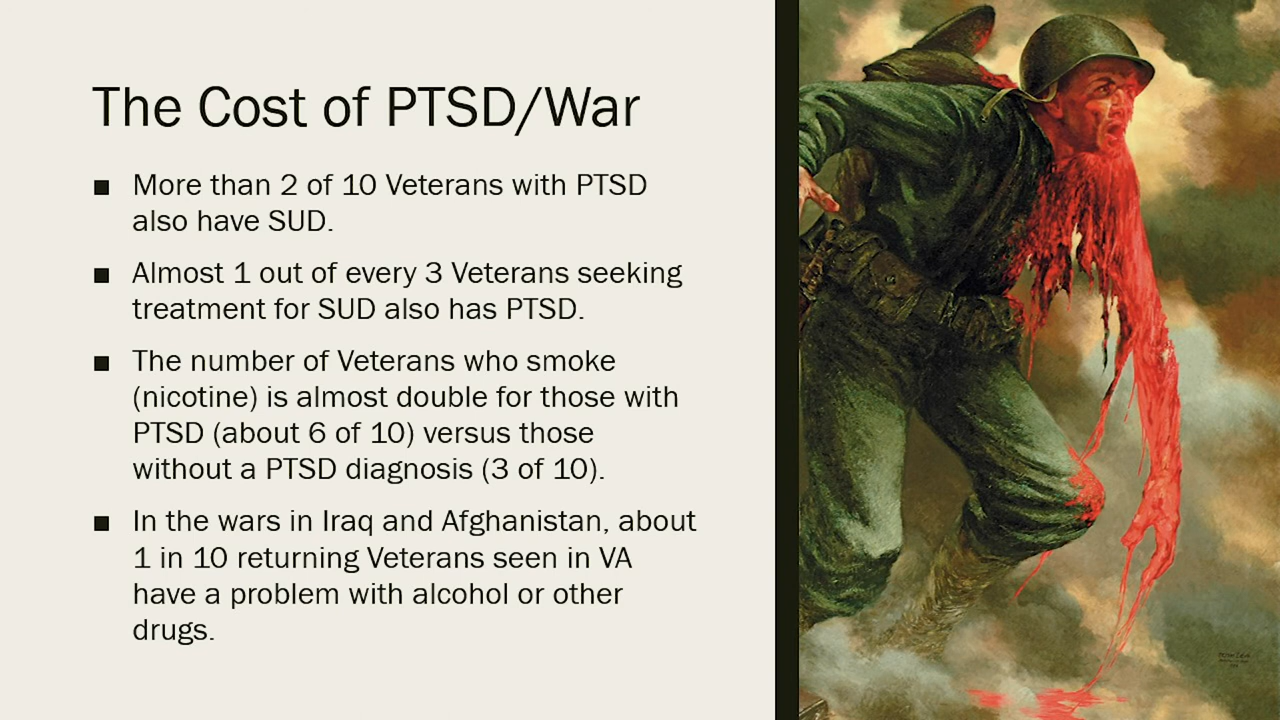 The Cost of PTSD/War
■ More than 2 of 10 Veterans with PTSD
also have SUD.
■ Almost 1 out of every 3 Veterans seeking
treatment for SUD also has PTSD.
■ The number of Veterans who smoke
(nicotine) is almost double for those with
PTSD (about 6 of 10) versus those
without a PTSD diagnosis (3 of 10).
■ In the wars in Iraq and Afghanistan, about
1 in 10 returning Veterans seen in VA
have a problem with alcohol or other
drugs.